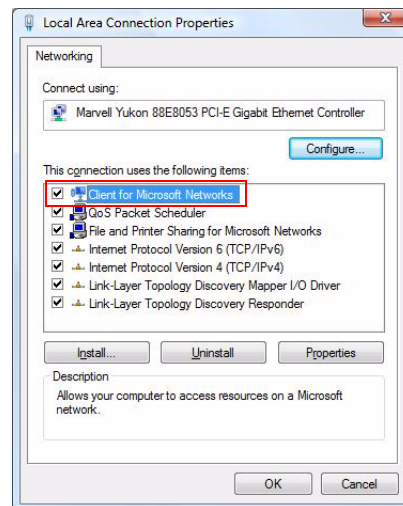 Local Area Connection Properties
Networking
Connect using:
Marvell Yukon 88E8053 PCI-E Gigabit Ethernet Controller
Configure...
This connection uses the following items:
Client for Microsoft Networks
QoS Packet Scheduler
File and Printer Sharing for Microsoft Networks
Internet Protocol Version 6 (TCP/IPv6)
Internet Protocol Version 4 (TCP/IPv4)
Link-Layer Topology Discovery Mapper I/O Driver
Link-Layer Topology Discovery Responder
Install... Uninstall Properties
Description
Allows your computer to access resources on a Microsoft
network.
OK Cancel